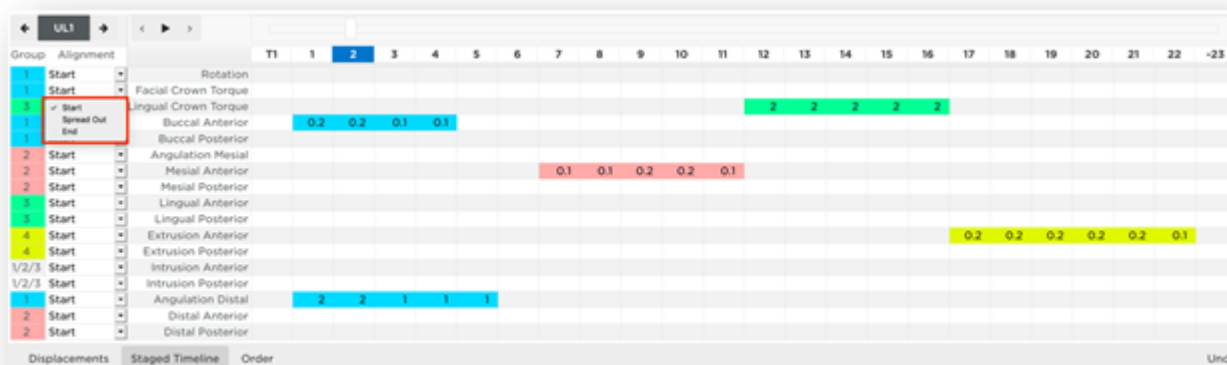 UL1
Group Alignment T1 1 2 3 4 5 6 7 8 9 10 11 12 13 14 15 16 17 18 19 20 21 22 -23
1 Start Rotation
1 Start Facial Crown Torque
3 ✓ Start Lingual Crown Torque 2 2 2 2 2
Spread Out
1 Buccal Anterior 0.2 0.2 0.1 0.1
End
1 Buccal Posterior
2 Start Angulation Mesial
2 Start Mesial Anterior 0.1 0.1 0.2 0.2 0.1
2 Start Mesial Posterior
3 Start Lingual Anterior
3 Start Lingual Posterior
4 Start Extrusion Anterior 0.2 0.2 0.2 0.2 0.2 0.1
4 Start Extrusion Posterior
1/2/3 Start Intrusion Anterior
1/2/3 Start Intrusion Posterior
1 Start Angulation Distal 2 2 1 1 1
2 Start Distal Anterior
2 Start Distal Posterior
Displacements Staged Timeline Order